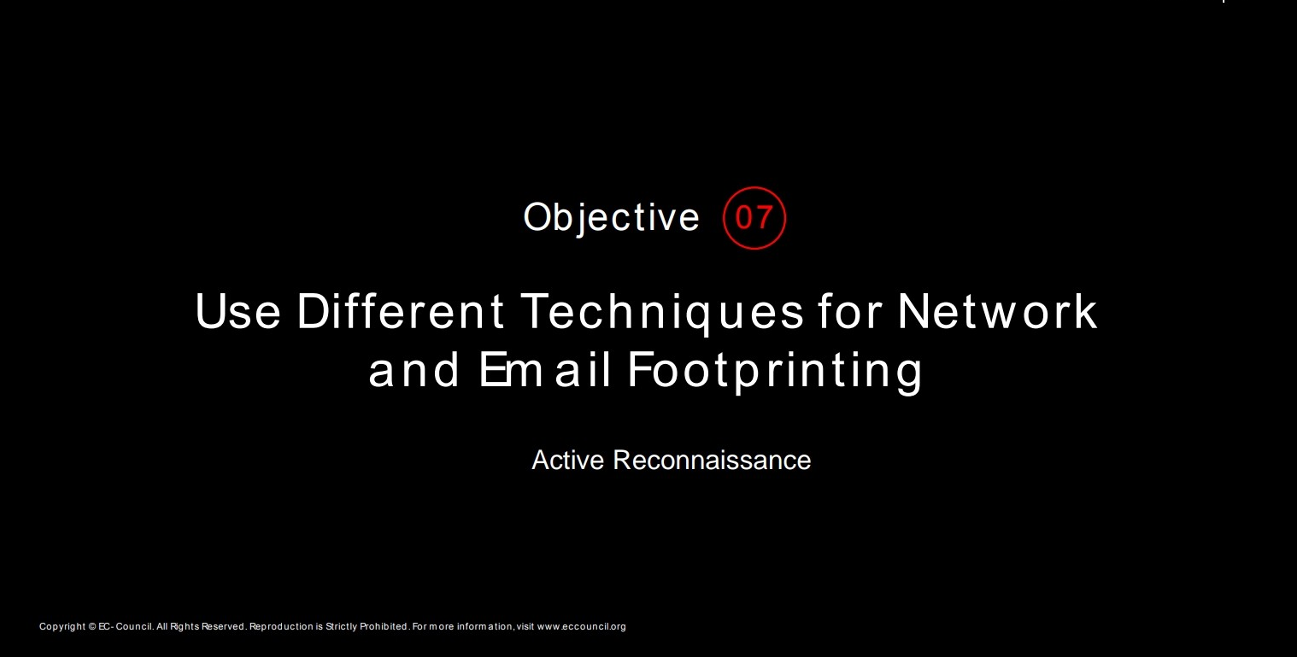 Objective 07
Use Different Techniques for Network
and Email Footprinting
Active Reconnaissance
Copyright © EC-Council. All Rights Reserved. Reproduction is Strictly Prohibited. For more information, visit www.eccouncil.org